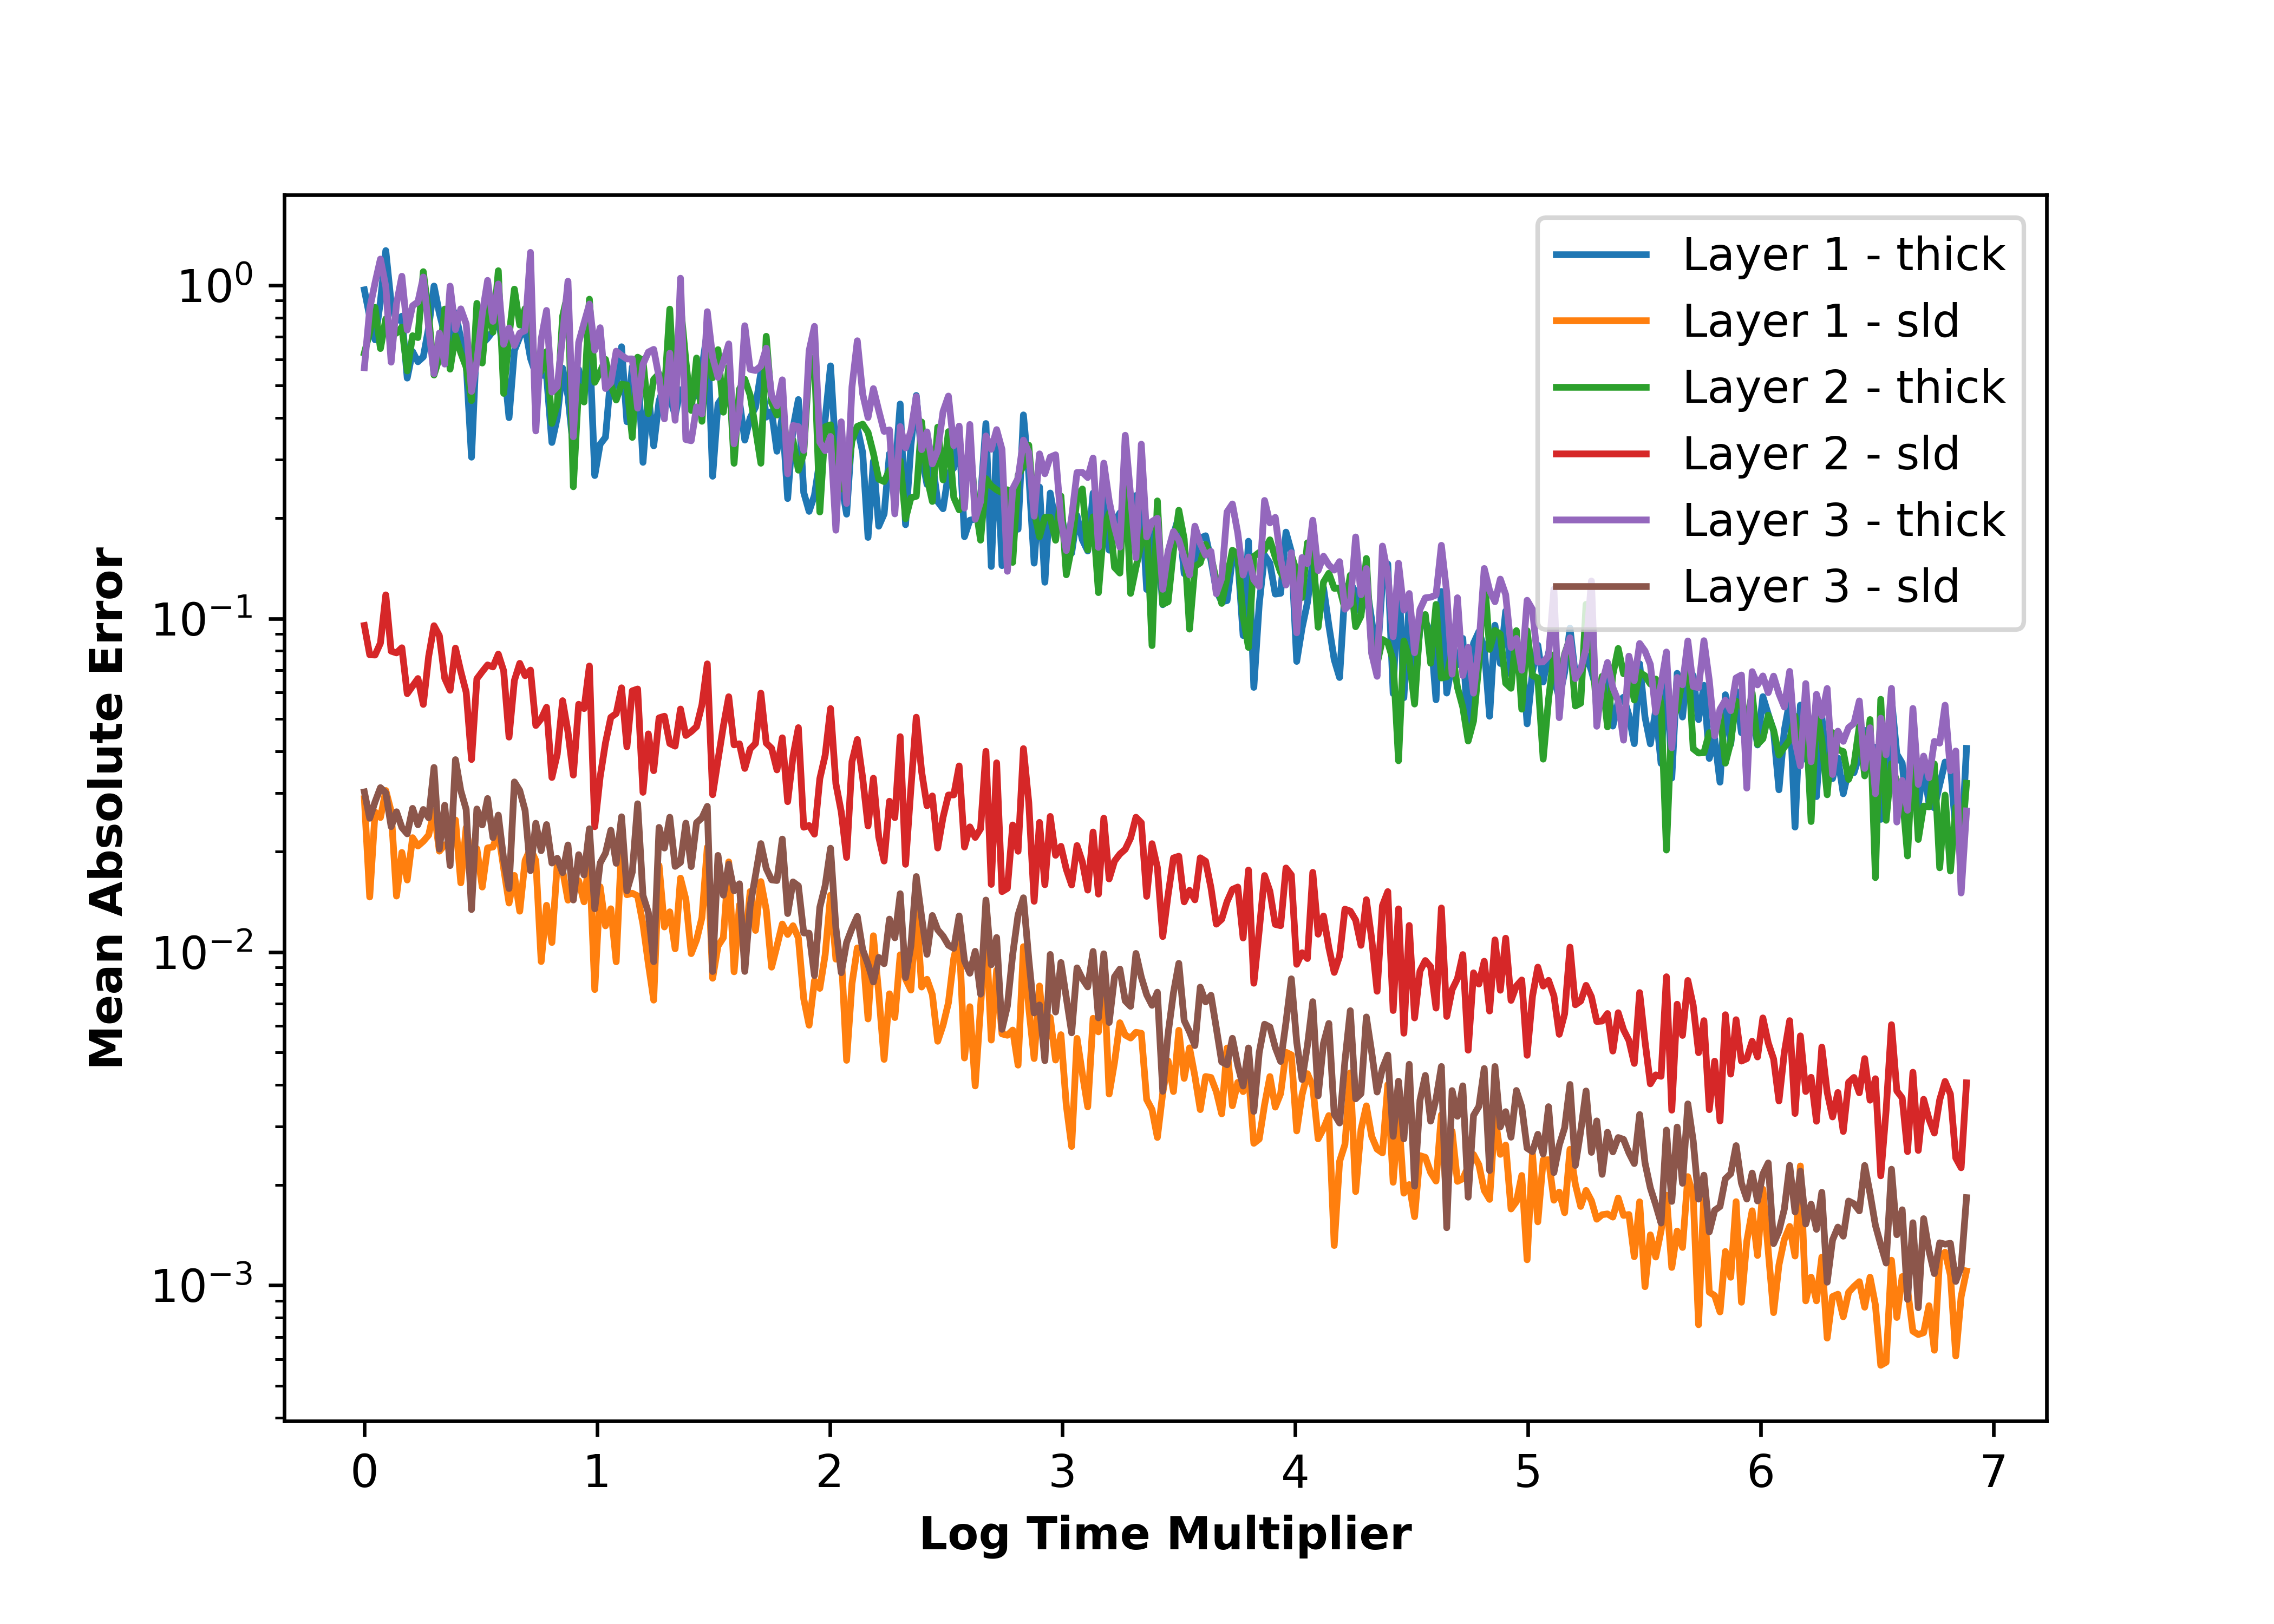 Layer 1 - thick
Layer 1 - sld
Layer 2 - thick
Layer 2 - sld
Layer 3 - thick
Layer 3 - sld
10⁰
10⁻¹
10⁻²
10⁻³
Mean Absolute Error
0 1 2 3 4 5 6 7
Log Time Multiplier